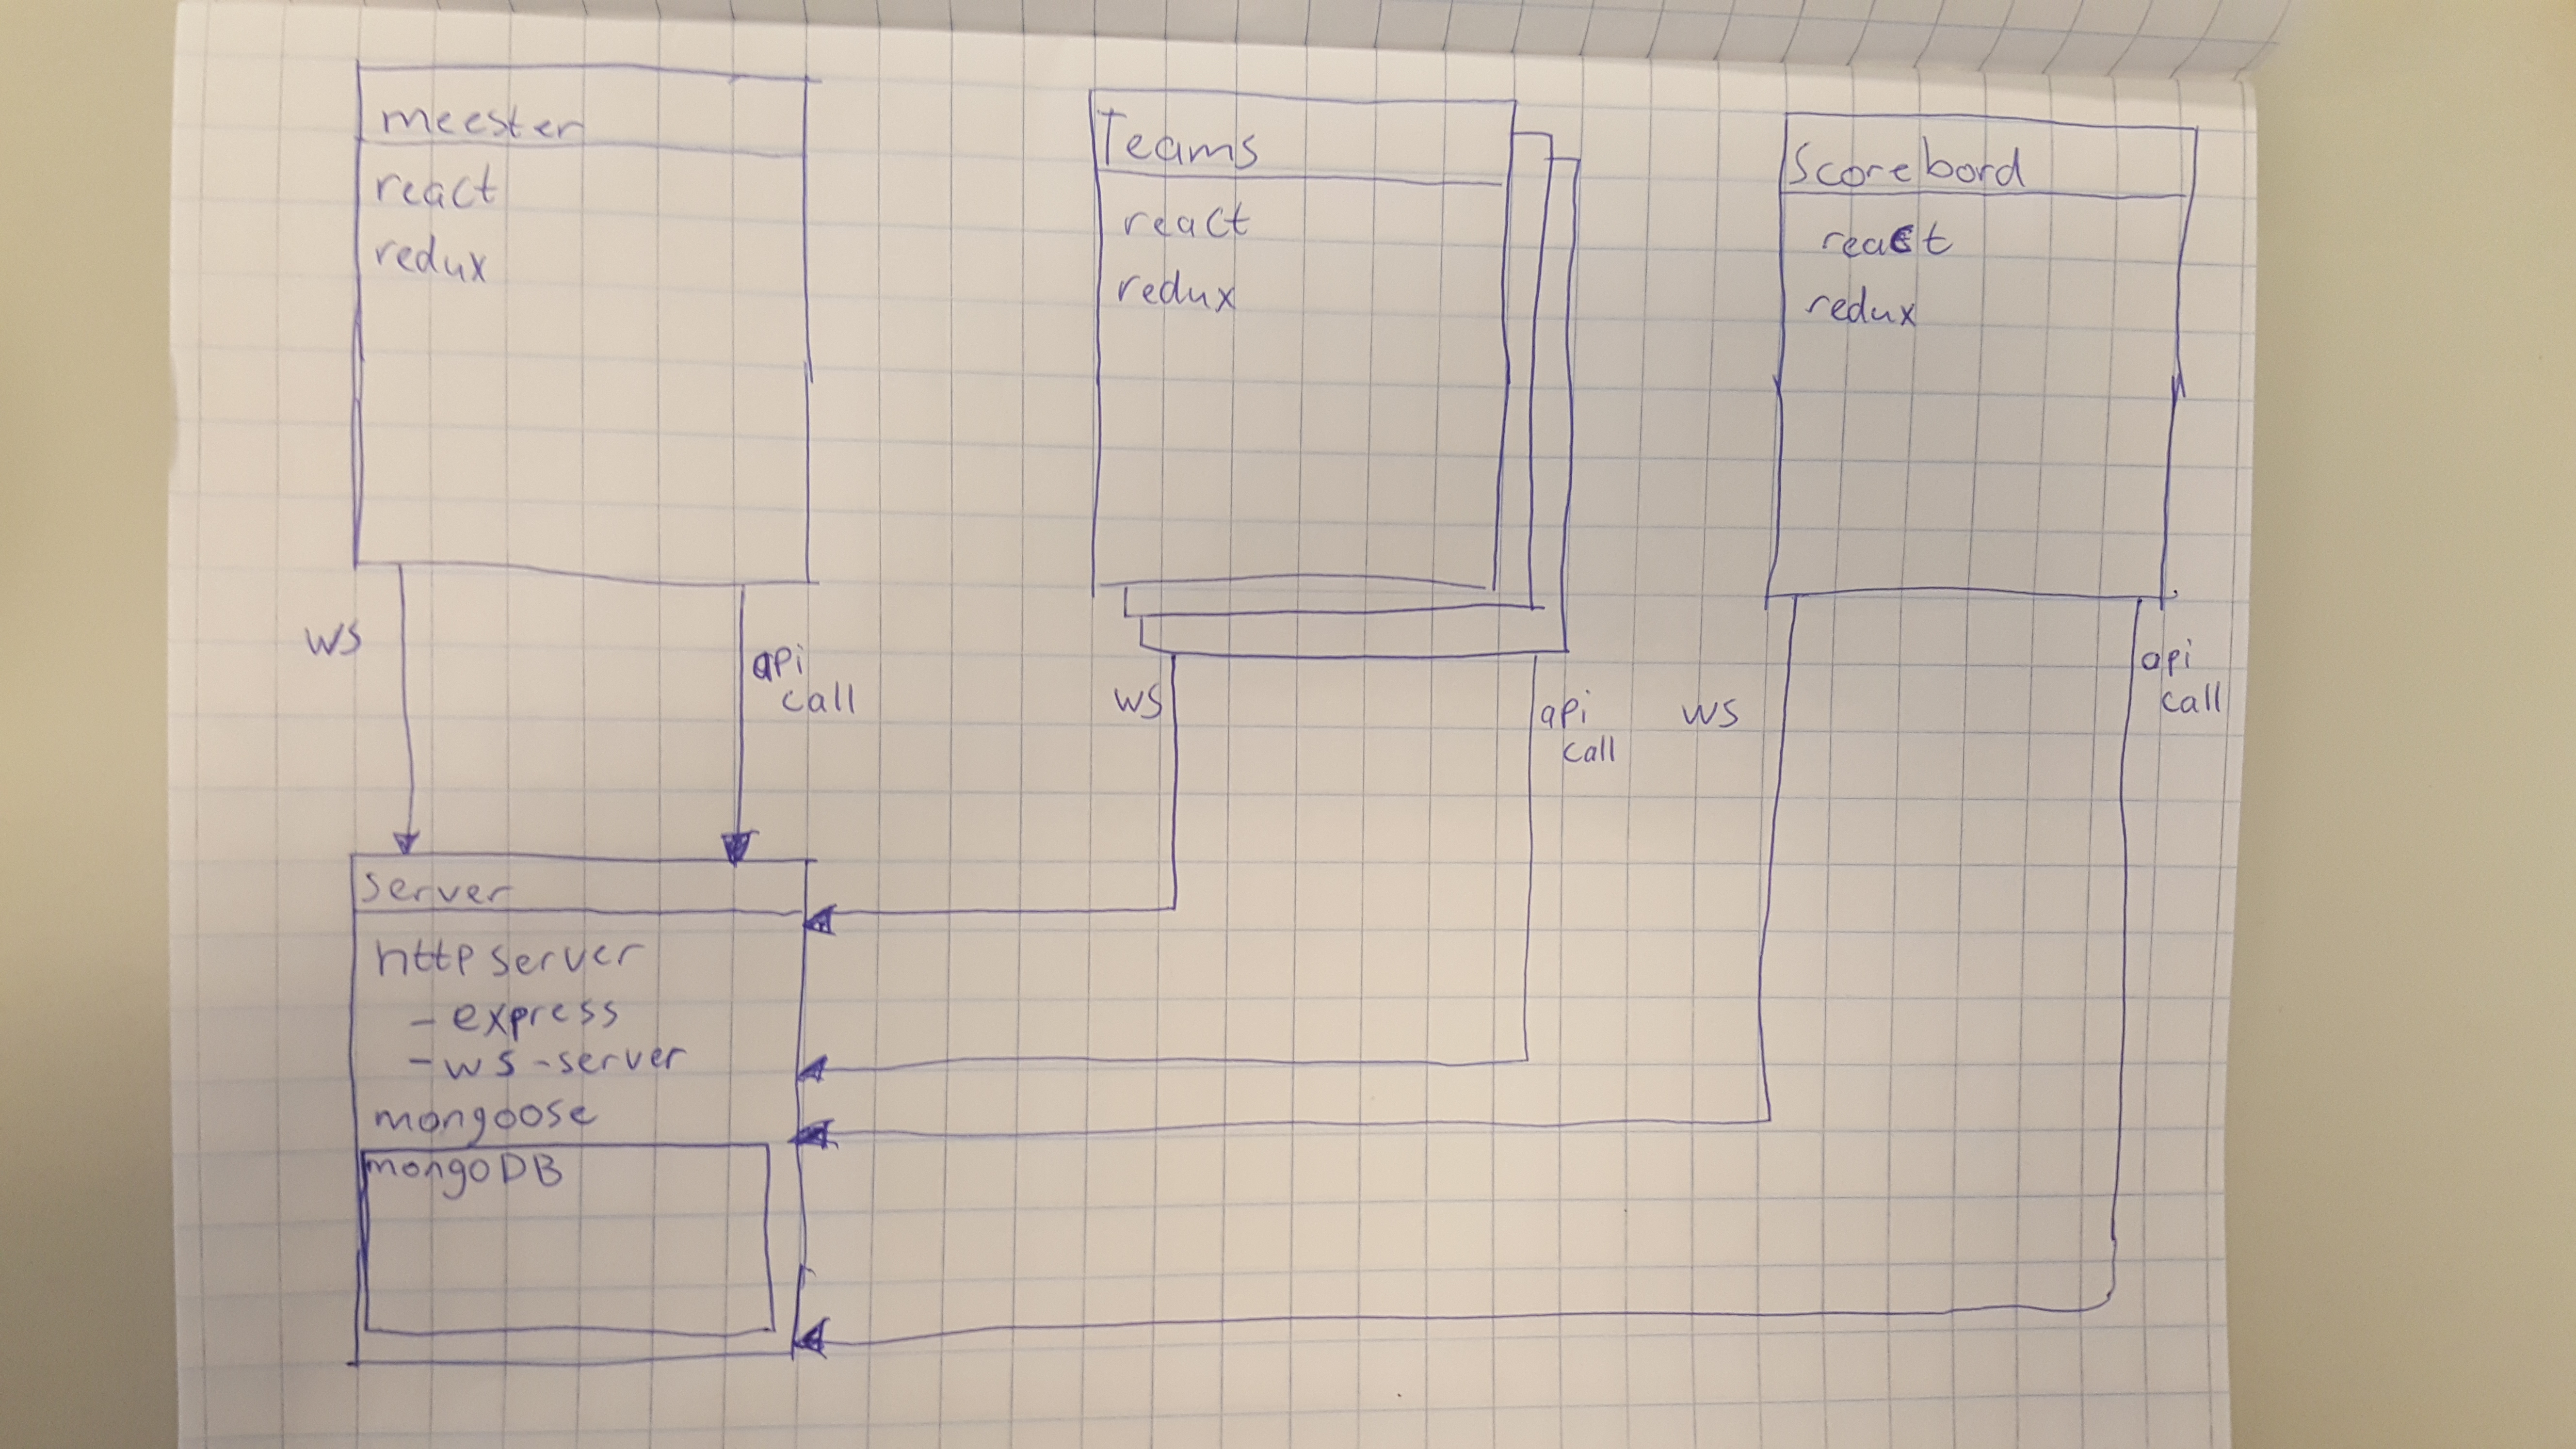 meester
react
redux
Teams
react
redux
Scorebord
react
redux
ws
api
call
ws
api
call
ws
api
call
server
http server
- express
- ws - server
mongoose
mongoDB